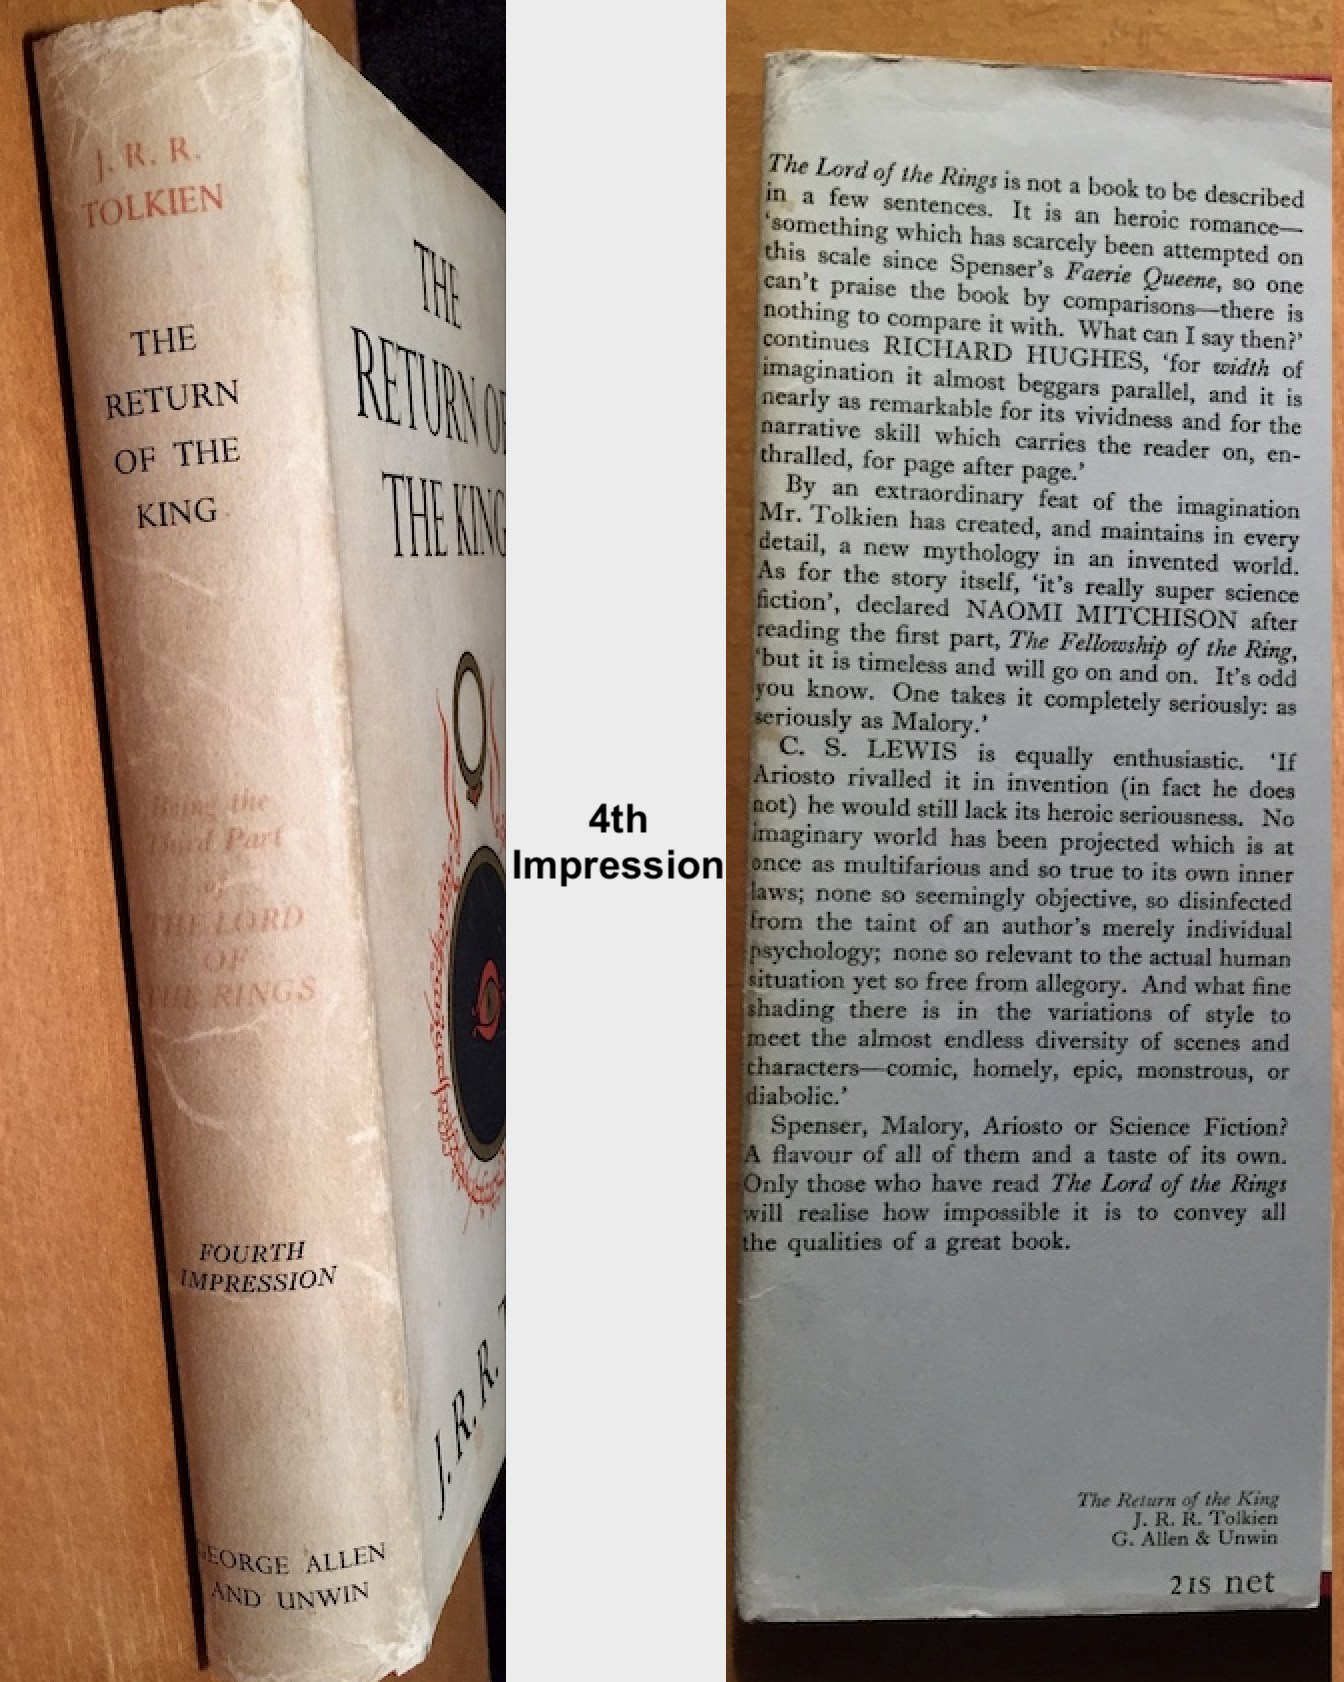 J. R. R.
TOLKIEN
THE
RETURN
OF THE
KING
Being the
Third Part
of
THE LORD
OF
THE RINGS
FOURTH
IMPRESSION
GEORGE ALLEN
AND UNWIN
THE
RETURN OF
THE KING
J. R. R. T
4th
Impression
The Lord of the Rings is not a book to be described
in a few sentences. It is an heroic romance—
‘something which has scarcely been attempted on
this scale since Spenser’s Faerie Queene, so one
can’t praise the book by comparisons—there is
nothing to compare it with. What can I say then?’
continues RICHARD HUGHES, ‘for width of
imagination it almost beggars parallel, and it is
nearly as remarkable for its vividness and for the
narrative skill which carries the reader on, en-
thralled, for page after page.’
By an extraordinary feat of the imagination
Mr. Tolkien has created, and maintains in every
detail, a new mythology in an invented world.
As for the story itself, ‘it’s really super science
fiction’, declared NAOMI MITCHISON after
reading the first part, The Fellowship of the Ring,
‘but it is timeless and will go on and on. It’s odd
you know. One takes it completely seriously: as
seriously as Malory.’
C. S. LEWIS is equally enthusiastic. ‘If
Ariosto rivalled it in invention (in fact he does
not) he would still lack its heroic seriousness. No
imaginary world has been projected which is at
once as multifarious and so true to its own inner
laws; none so seemingly objective, so disinfected
from the taint of an author’s merely individual
psychology; none so relevant to the actual human
situation yet so free from allegory. And what fine
shading there is in the variations of style to
meet the almost endless diversity of scenes and
characters—comic, homely, epic, monstrous, or
diabolic.’
Spenser, Malory, Ariosto or Science Fiction?
A flavour of all of them and a taste of its own.
Only those who have read The Lord of the Rings
will realise how impossible it is to convey all
the qualities of a great book.
The Return of the King
J. R. R. Tolkien
G. Allen & Unwin
21s net